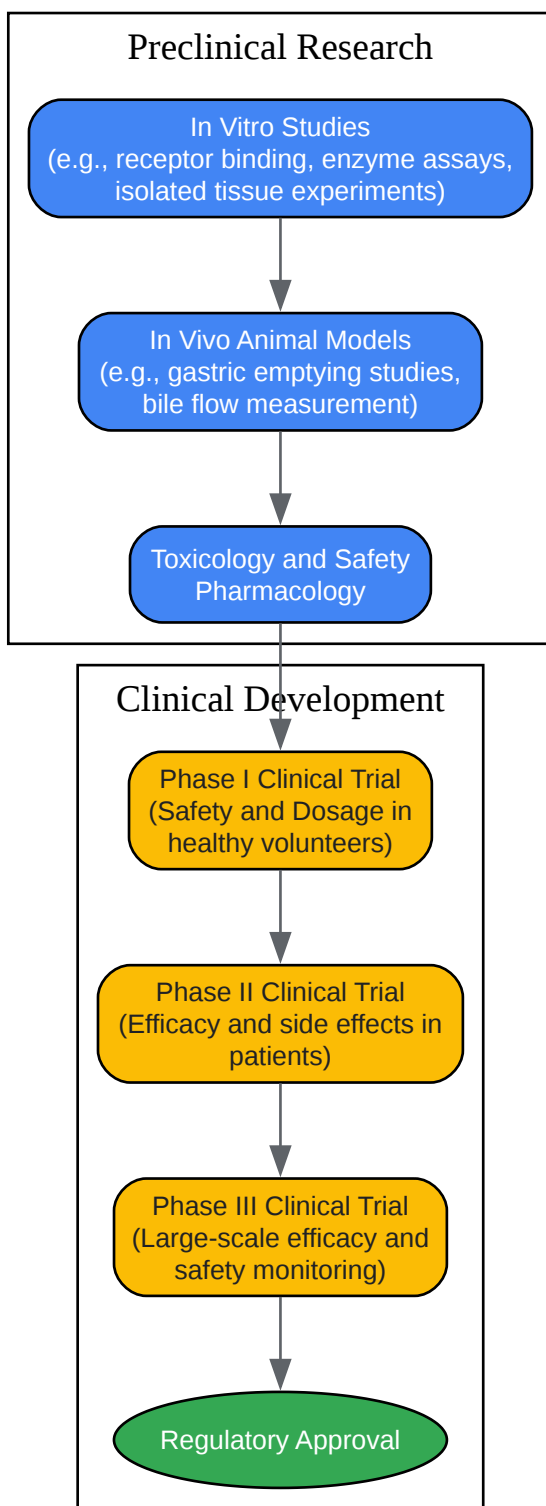 Preclinical Research
In Vitro Studies
(e.g., receptor binding, enzyme assays,
isolated tissue experiments)
In Vivo Animal Models
(e.g., gastric emptying studies,
bile flow measurement)
Toxicology and Safety
Pharmacology
Clinical Development
Phase I Clinical Trial
(Safety and Dosage in
healthy volunteers)
Phase II Clinical Trial
(Efficacy and side effects in
patients)
Phase III Clinical Trial
(Large-scale efficacy and
safety monitoring)
Regulatory Approval